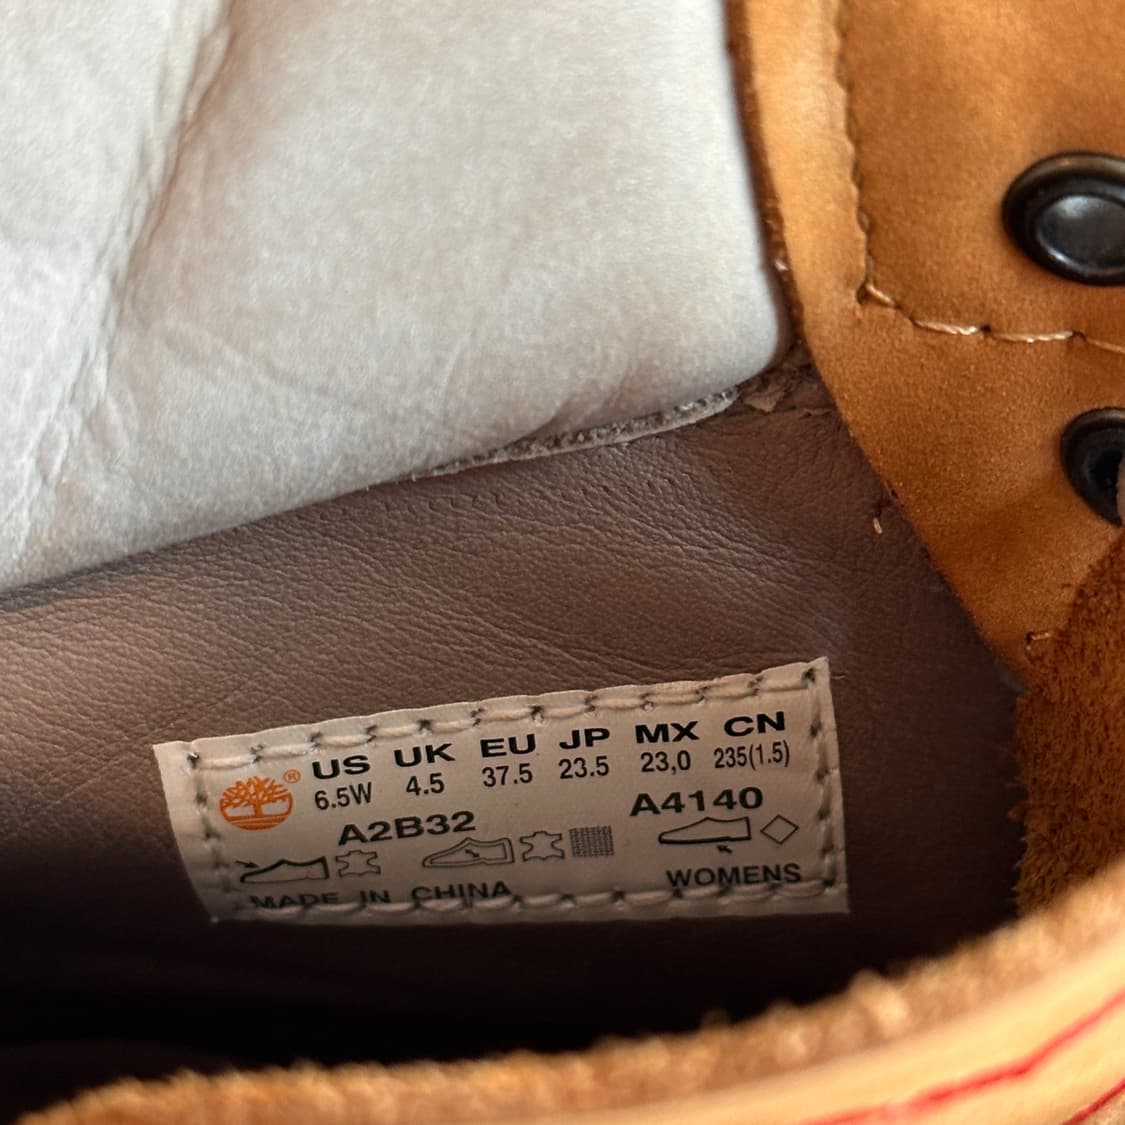 ® US UK EU JP MX CN
6.5W 4.5 37.5 23.5 23,0 235(1.5)
A2B32 A4140
MADE IN CHINA WOMENS